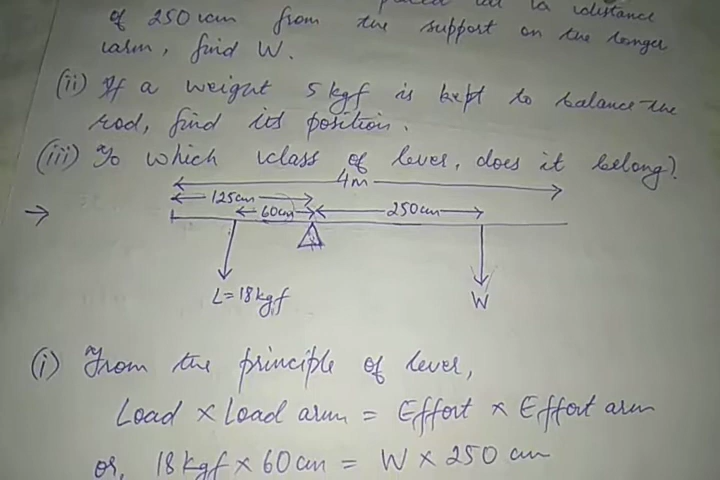 of 250 cm from the support on the longer
arm, find W.
(ii) If a weight 5 kgf is kept to balance the
rod, find its position.
(iii) To which class of lever, does it belong?
4m
125cm
60cm
250cm
L=18kgf
W
(i) From the principle of lever,
Load × Load arm = Effort × Effort arm
or, 18 kgf × 60 cm = W × 250 cm